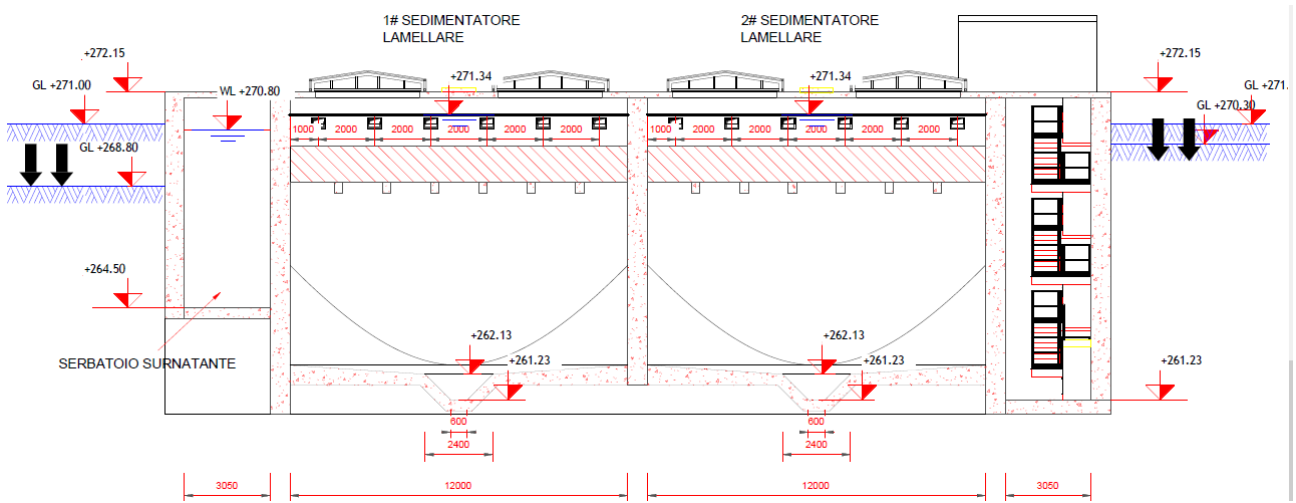 1# SEDIMENTATORE
LAMELLARE
2# SEDIMENTATORE
LAMELLARE
+272.15
+271.34
+271.34
+272.15
GL +271.00
WL +270.80
GL +271.
GL +270.30
1000 2000 2000 2000 2000 2000
1000 2000 2000 2000 2000 2000
GL +268.80
+264.50
+262.13
+262.13
SERBATOIO SURNATANTE
+261.23
+261.23
+261.23
600
600
2400
2400
3050
12000
12000
3050